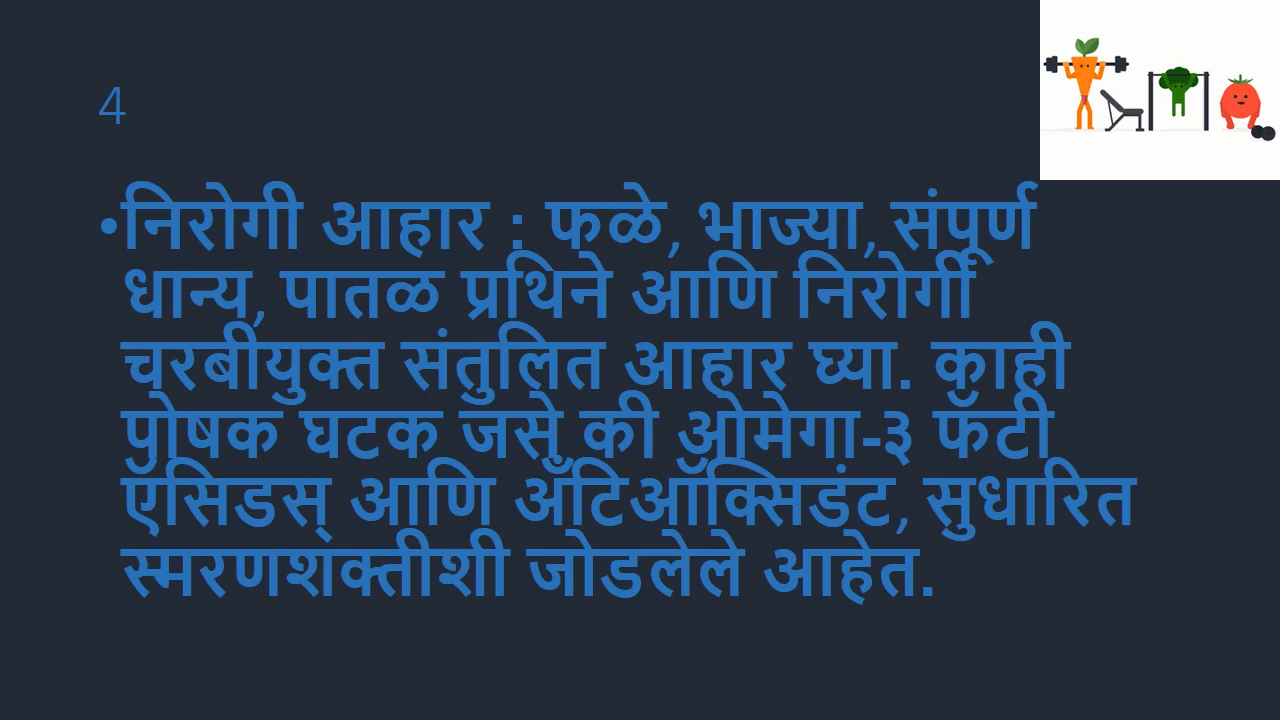 4
•निरोगी आहार : फळे, भाज्या, संपूर्ण
धान्य, पातळ प्रथिने आणि निरोगी
चरबीयुक्त संतुलित आहार घ्या. काही
पोषक घटक जसे की ओमेगा-३ फॅटी
ऍसिडस् आणि अँटिऑक्सिडंट, सुधारित
स्मरणशक्तीशी जोडलेले आहेत.